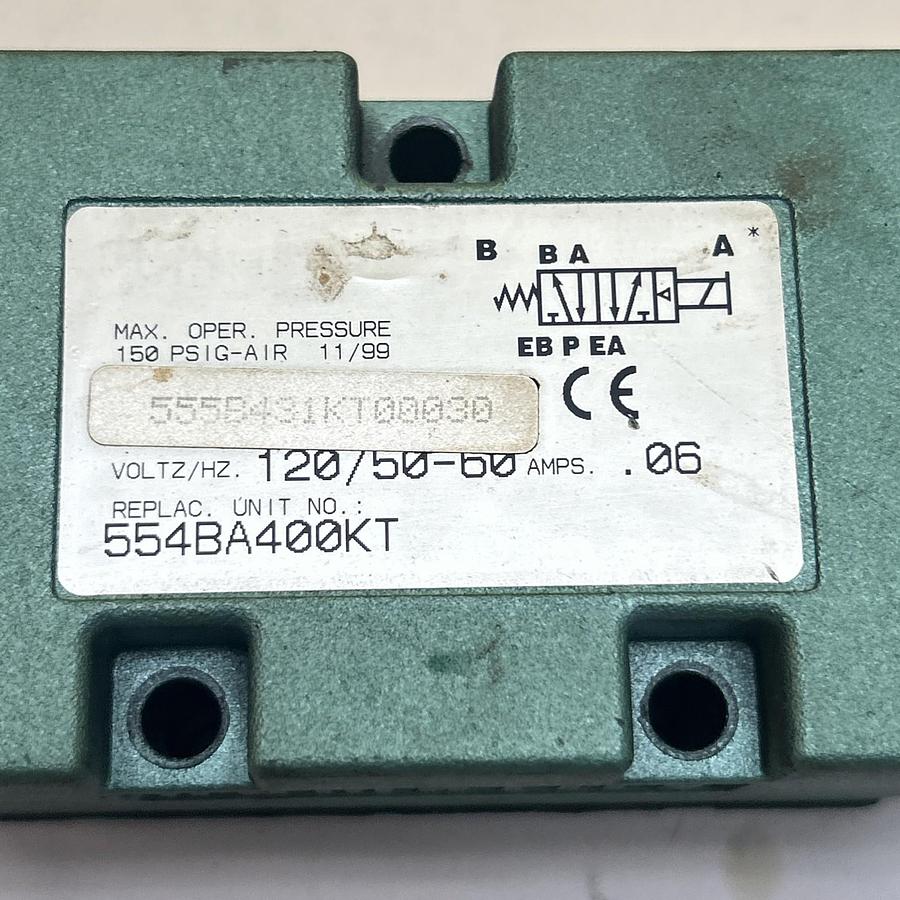 B B A A *
EB P EA
MAX. OPER. PRESSURE
150 PSIG-AIR 11/99
CE
555B431KT00030
VOLTZ/HZ. 120/50-60 AMPS. .06
REPLAC. UNIT NO.:
554BA400KT